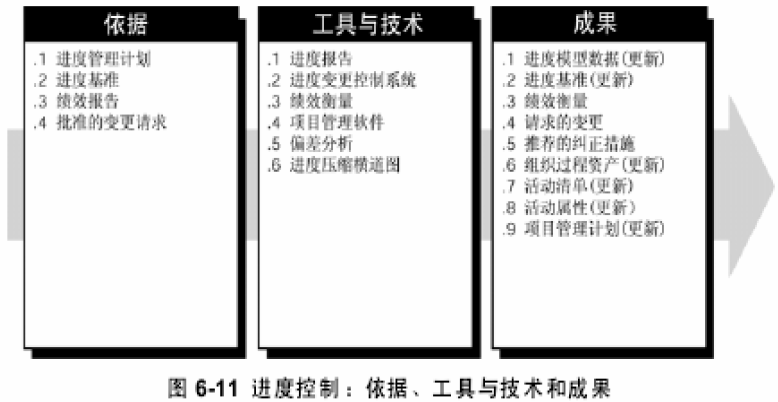 依据
.1 进度管理计划
.2 进度基准
.3 绩效报告
.4 批准的变更请求
工具与技术
.1 进度报告
.2 进度变更控制系统
.3 绩效衡量
.4 项目管理软件
.5 偏差分析
.6 进度压缩横道图
成果
.1 进度模型数据(更新)
.2 进度基准(更新)
.3 绩效衡量
.4 请求的变更
.5 推荐的纠正措施
.6 组织过程资产(更新)
.7 活动清单(更新)
.8 活动属性(更新)
.9 项目管理计划(更新)
图 6-11 进度控制：依据、工具与技术和成果